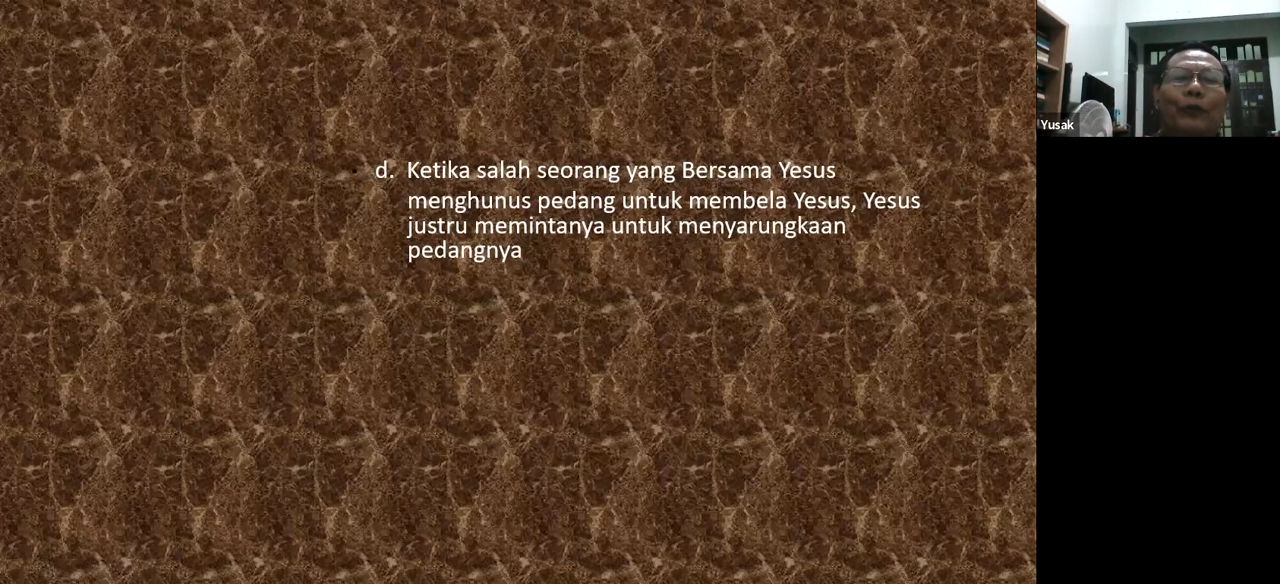 d. Ketika salah seorang yang Bersama Yesus
menghunus pedang untuk membela Yesus, Yesus
justru memintanya untuk menyarungkaan
pedangnya
Yusak